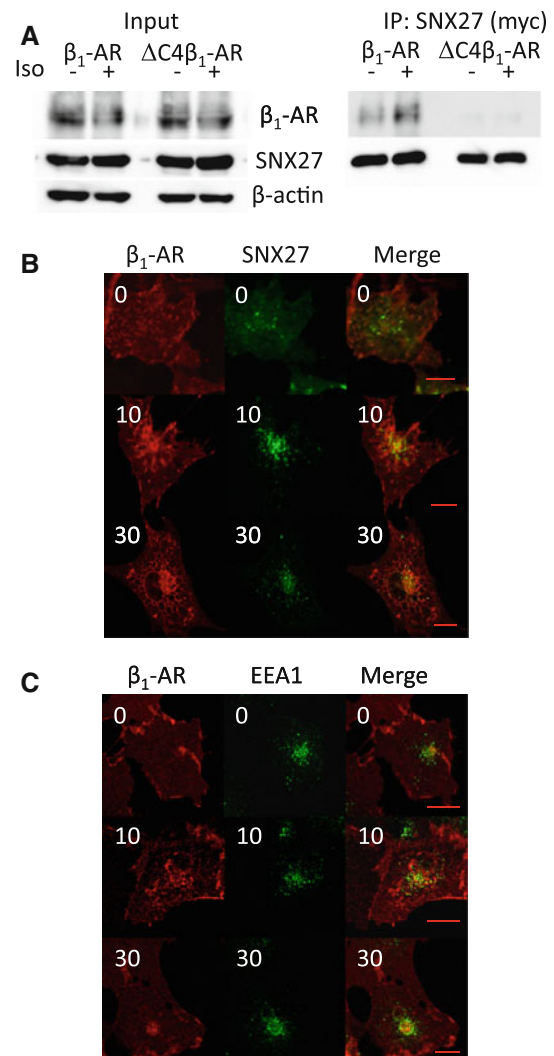 A
Input
IP: SNX27 (myc)
β1-AR ΔC4β1-AR
β1-AR ΔC4β1-AR
Iso - + - +
- + - +
β1-AR
SNX27
β-actin
B
β1-AR SNX27 Merge
0 0 0
10 10 10
30 30 30
C
β1-AR EEA1 Merge
0 0 0
10 10 10
30 30 30